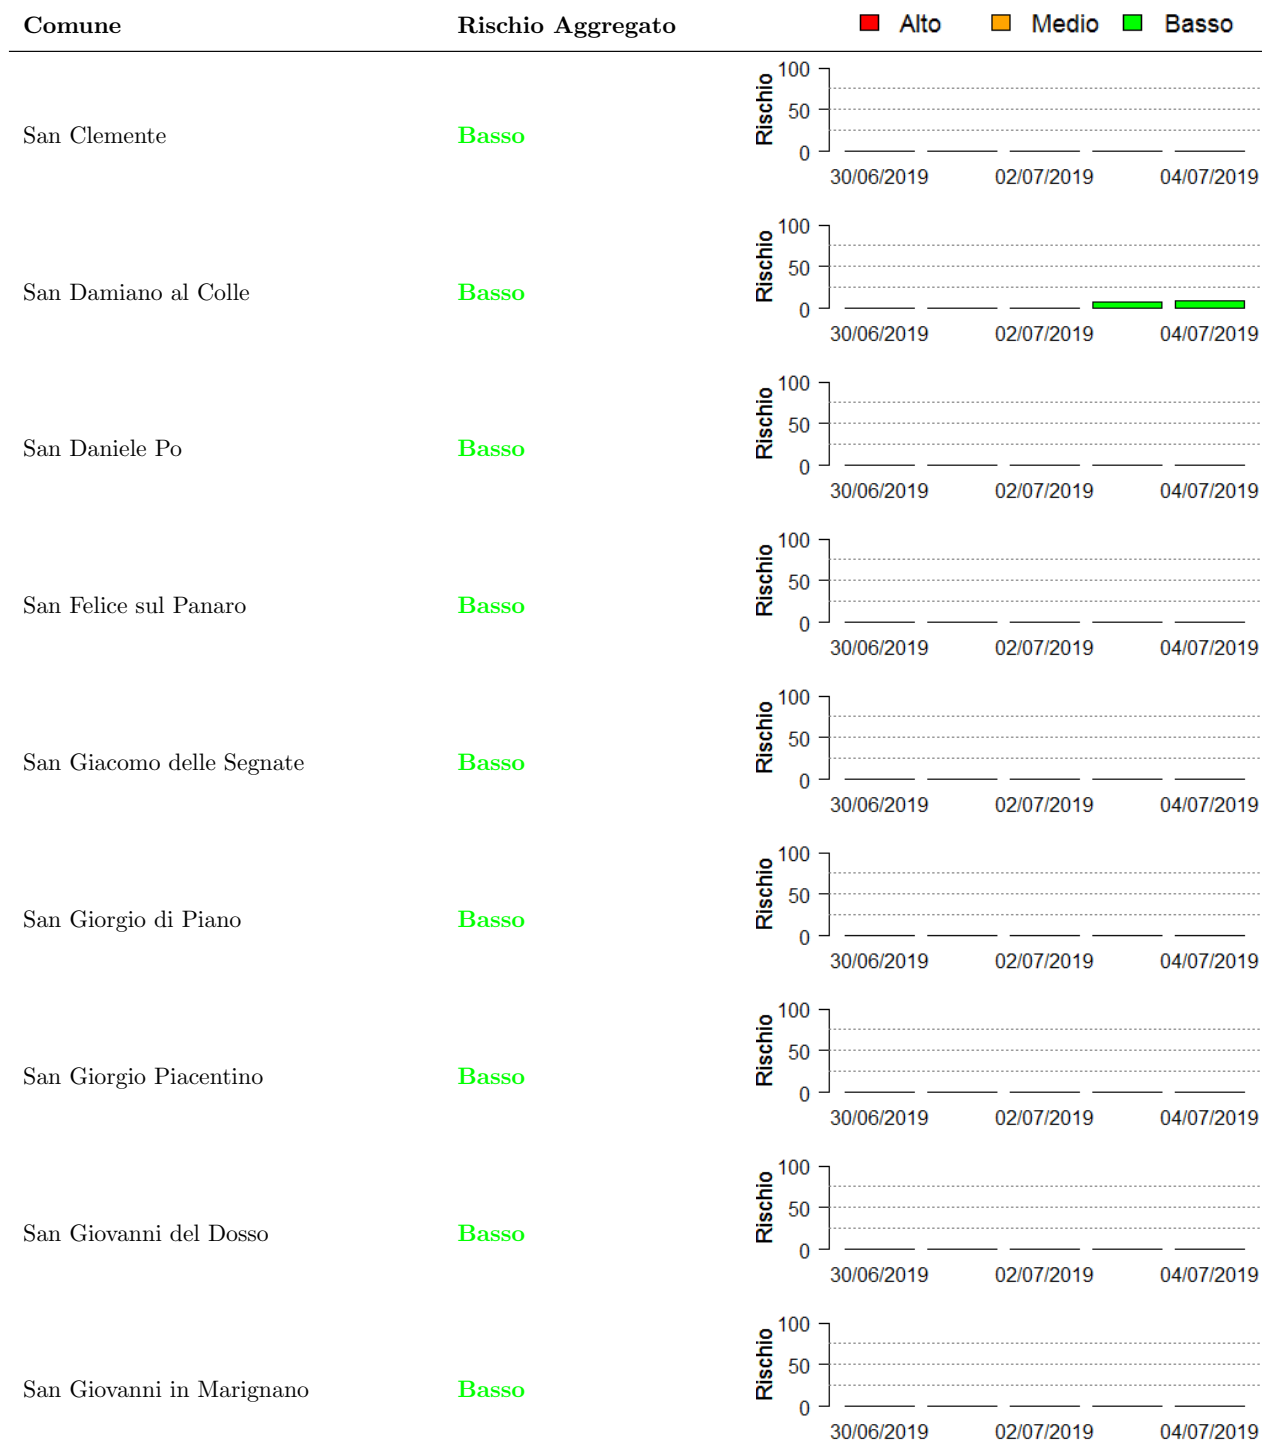 Comune Rischio Aggregato Alto Medio Basso
100
50
0
Rischio
San Clemente Basso
30/06/2019 02/07/2019 04/07/2019
100
50
0
Rischio
San Damiano al Colle Basso
30/06/2019 02/07/2019 04/07/2019
100
50
0
Rischio
San Daniele Po Basso
30/06/2019 02/07/2019 04/07/2019
100
50
0
Rischio
San Felice sul Panaro Basso
30/06/2019 02/07/2019 04/07/2019
100
50
0
Rischio
San Giacomo delle Segnate Basso
30/06/2019 02/07/2019 04/07/2019
100
50
0
Rischio
San Giorgio di Piano Basso
30/06/2019 02/07/2019 04/07/2019
100
50
0
Rischio
San Giorgio Piacentino Basso
30/06/2019 02/07/2019 04/07/2019
100
50
0
Rischio
San Giovanni del Dosso Basso
30/06/2019 02/07/2019 04/07/2019
100
50
0
Rischio
San Giovanni in Marignano Basso
30/06/2019 02/07/2019 04/07/2019